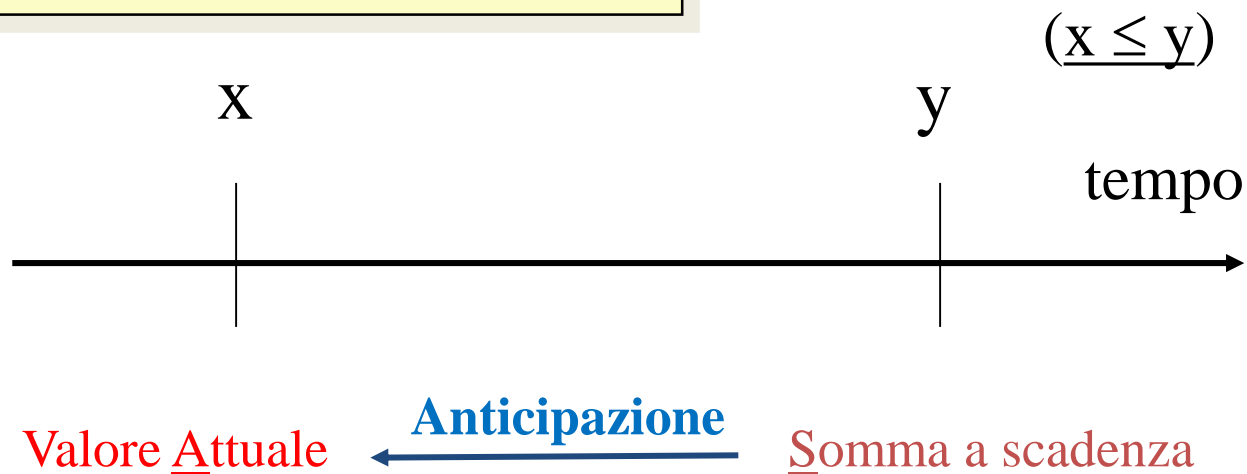 (x ≤ y)
x y
tempo
Anticipazione
Valore Attuale Somma a scadenza